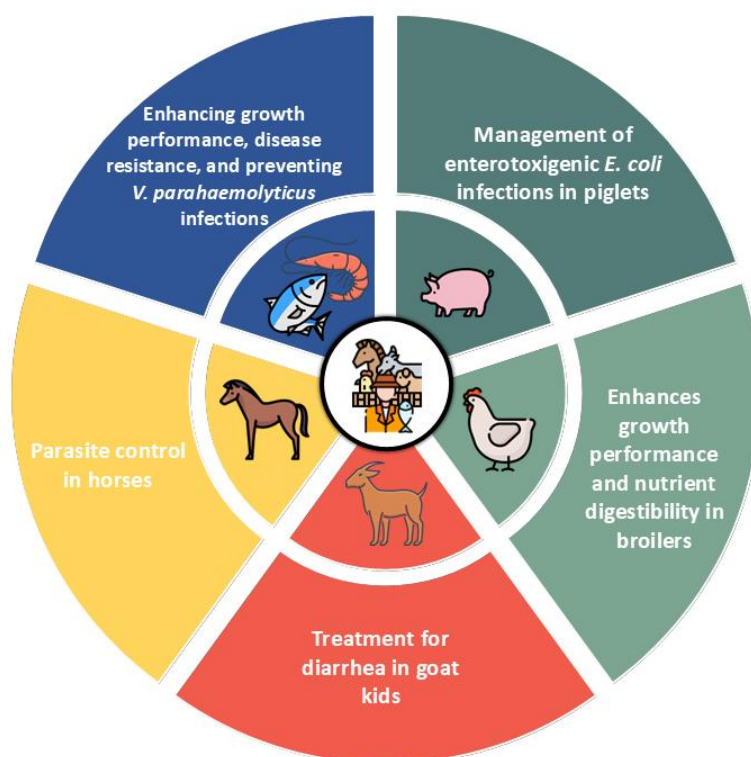 Enhancing growth
performance, disease
resistance, and preventing
V. parahaemolyticus
infections
Management of
enterotoxigenic E. coli
infections in piglets
Enhances
growth
performance
and nutrient
digestibility in
broilers
Treatment for
diarrhea in goat
kids
Parasite control
in horses